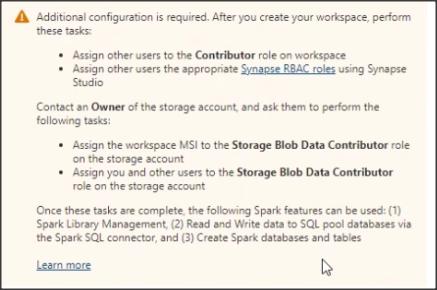 Additional configuration is required. After you create your workspace, perform
these tasks:
• Assign other users to the Contributor role on workspace
• Assign other users the appropriate Synapse RBAC roles using Synapse
Studio
Contact an Owner of the storage account, and ask them to perform the
following tasks:
• Assign the workspace MSI to the Storage Blob Data Contributor role
on the storage account
• Assign you and other users to the Storage Blob Data Contributor
role on the storage account
Once these tasks are complete, the following Spark features can be used: (1)
Spark Library Management, (2) Read and Write data to SQL pool databases via
the Spark SQL connector, and (3) Create Spark databases and tables
Learn more